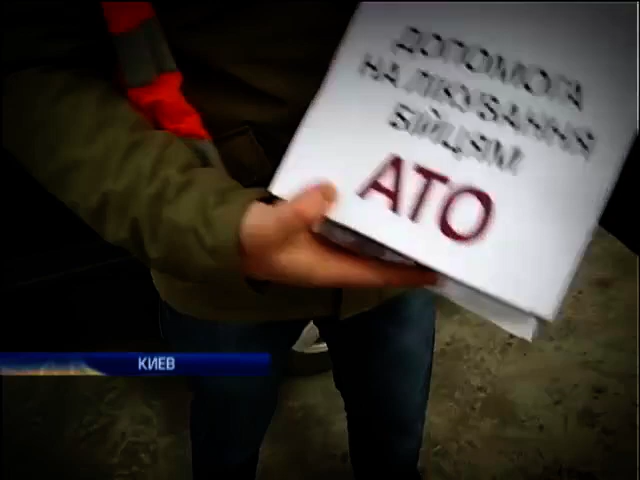 ДОПОМОГА
НА ЛІКУВАННЯ
БІЙЦЯМ
АТО
КИЕВ